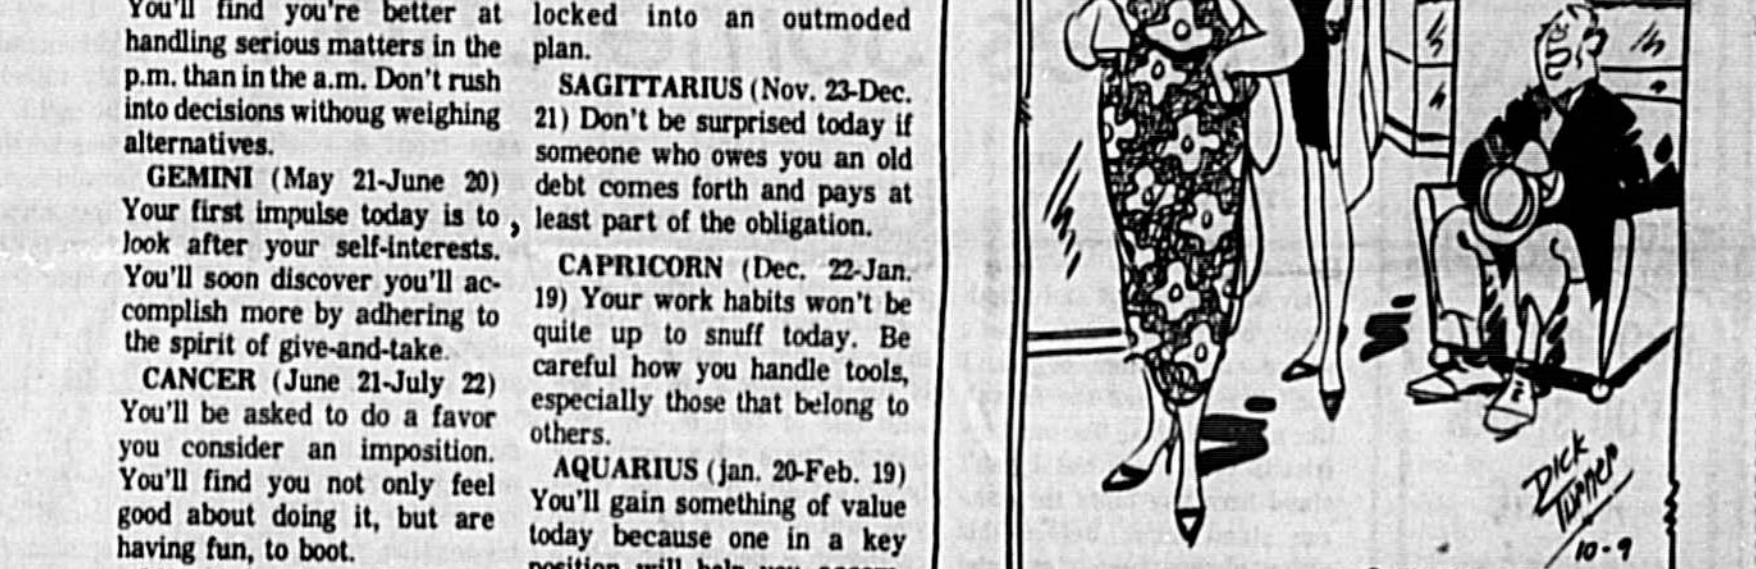 You'll find you're better at
handling serious matters in the
p.m. than in the a.m. Don't rush
into decisions withoug weighing
alternatives.
GEMINI (May 21-June 20)
Your first impulse today is to
look after your self-interests.
You'll soon discover you'll ac-
complish more by adhering to
the spirit of give-and-take.
CANCER (June 21-July 22)
You'll be asked to do a favor
you consider an imposition.
You'll find you not only feel
good about doing it, but are
having fun, to boot.
locked into an outmoded
plan.
SAGITTARIUS (Nov. 23-Dec.
21) Don't be surprised today if
someone who owes you an old
debt comes forth and pays at
least part of the obligation.
CAPRICORN (Dec. 22-Jan.
19) Your work habits won't be
quite up to snuff today. Be
careful how you handle tools,
especially those that belong to
others.
AQUARIUS (jan. 20-Feb. 19)
You'll gain something of value
today because one in a key
position will help you
DICK
TURNER
10-9